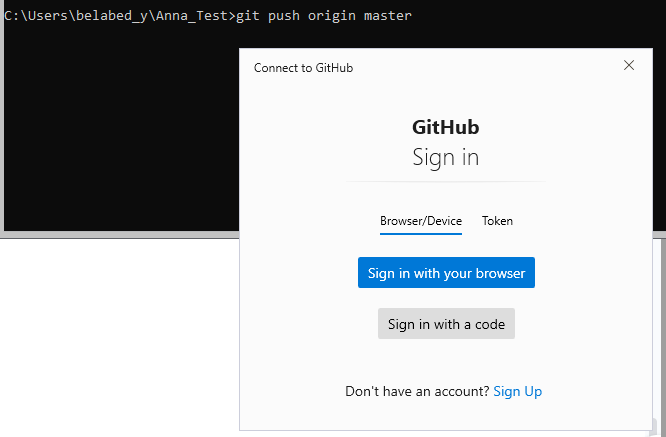 C:\Users\belabed_y\Anna_Test>git push origin master
Connect to GitHub
GitHub
Sign in
Browser/Device Token
Sign in with your browser
Sign in with a code
Don't have an account? Sign Up